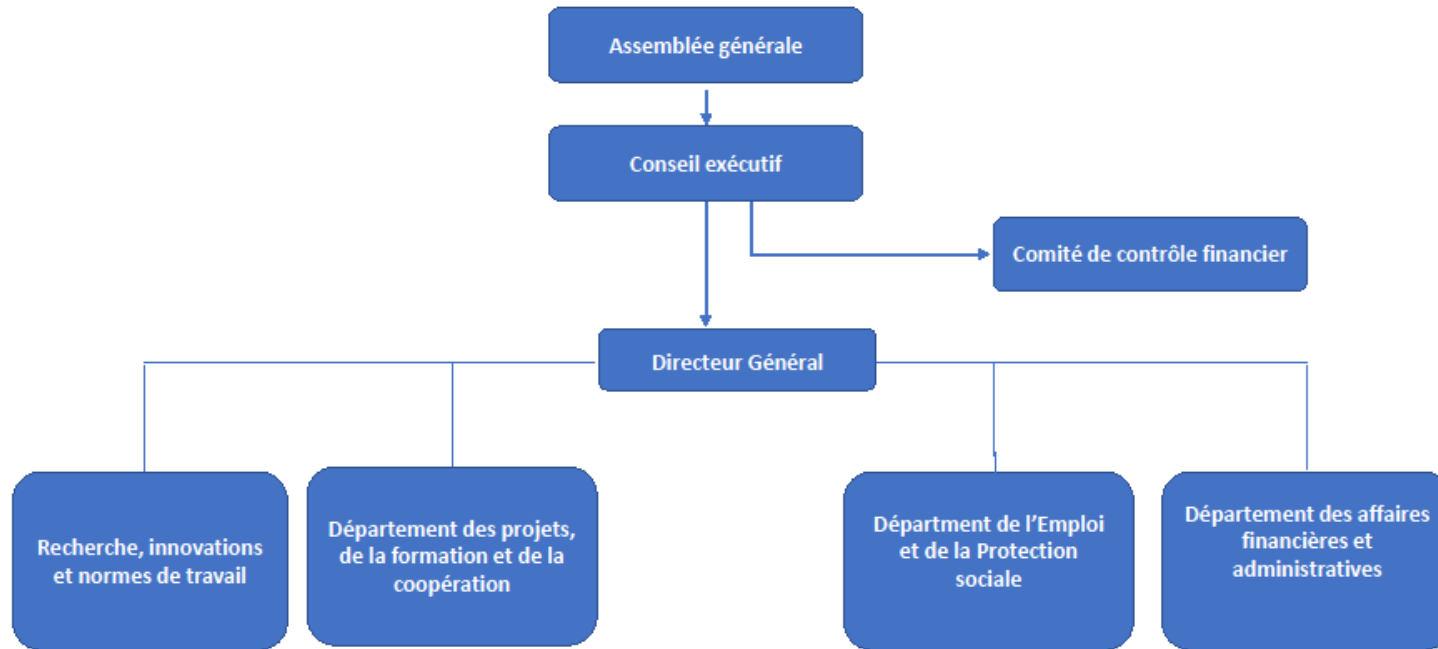 Assemblée générale
Conseil exécutif
Comité de contrôle financier
Directeur Général
Recherche, innovations
et normes de travail
Département des projets,
de la formation et de la
coopération
Départment de l’Emploi
et de la Protection
sociale
Département des affaires
financières et
administratives